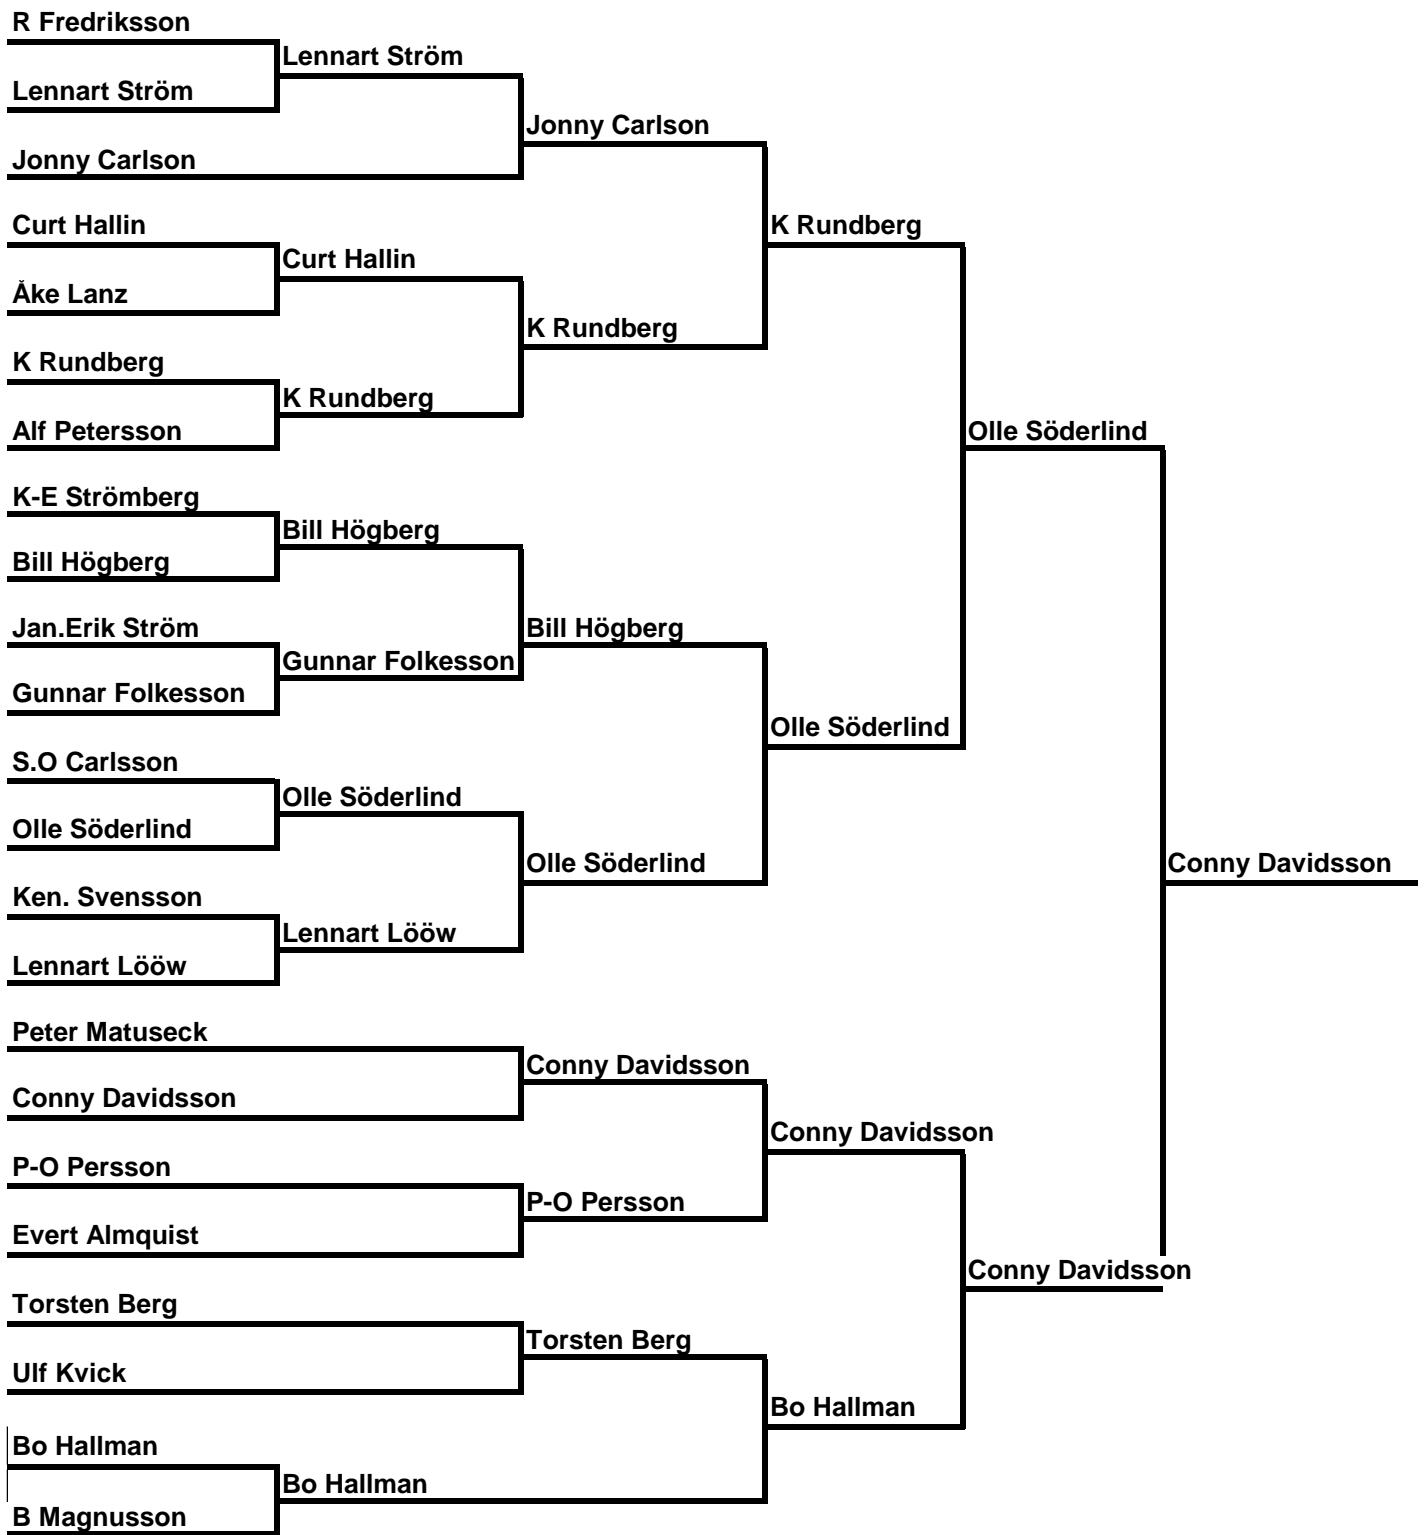 R Fredriksson
Lennart Ström
Lennart Ström
Jonny Carlson
Jonny Carlson
Curt Hallin
K Rundberg
Curt Hallin
Åke Lanz
K Rundberg
K Rundberg
K Rundberg
Alf Petersson
Olle Söderlind
K-E Strömberg
Bill Högberg
Bill Högberg
Jan.Erik Ström
Bill Högberg
Gunnar Folkesson
Gunnar Folkesson
Olle Söderlind
S.O Carlsson
Olle Söderlind
Olle Söderlind
Olle Söderlind
Conny Davidsson
Ken. Svensson
Lennart Lööw
Lennart Lööw
Peter Matuseck
Conny Davidsson
Conny Davidsson
Conny Davidsson
P-O Persson
P-O Persson
Evert Almquist
Conny Davidsson
Torsten Berg
Torsten Berg
Ulf Kvick
Bo Hallman
Bo Hallman
Bo Hallman
B Magnusson